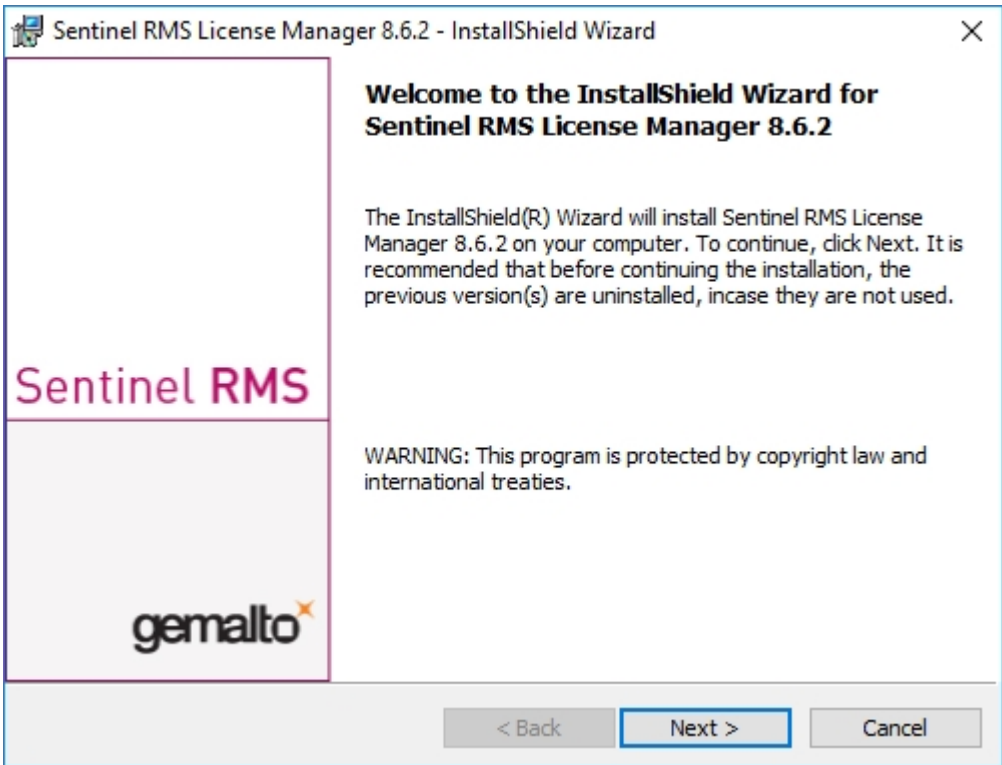 Sentinel RMS License Manager 8.6.2 - InstallShield Wizard
Welcome to the InstallShield Wizard for
Sentinel RMS License Manager 8.6.2
The InstallShield(R) Wizard will install Sentinel RMS License
Manager 8.6.2 on your computer. To continue, click Next. It is
recommended that before continuing the installation, the
previous version(s) are uninstalled, incase they are not used.
Sentinel RMS
WARNING: This program is protected by copyright law and
international treaties.
gemalto
< Back
Next >
Cancel